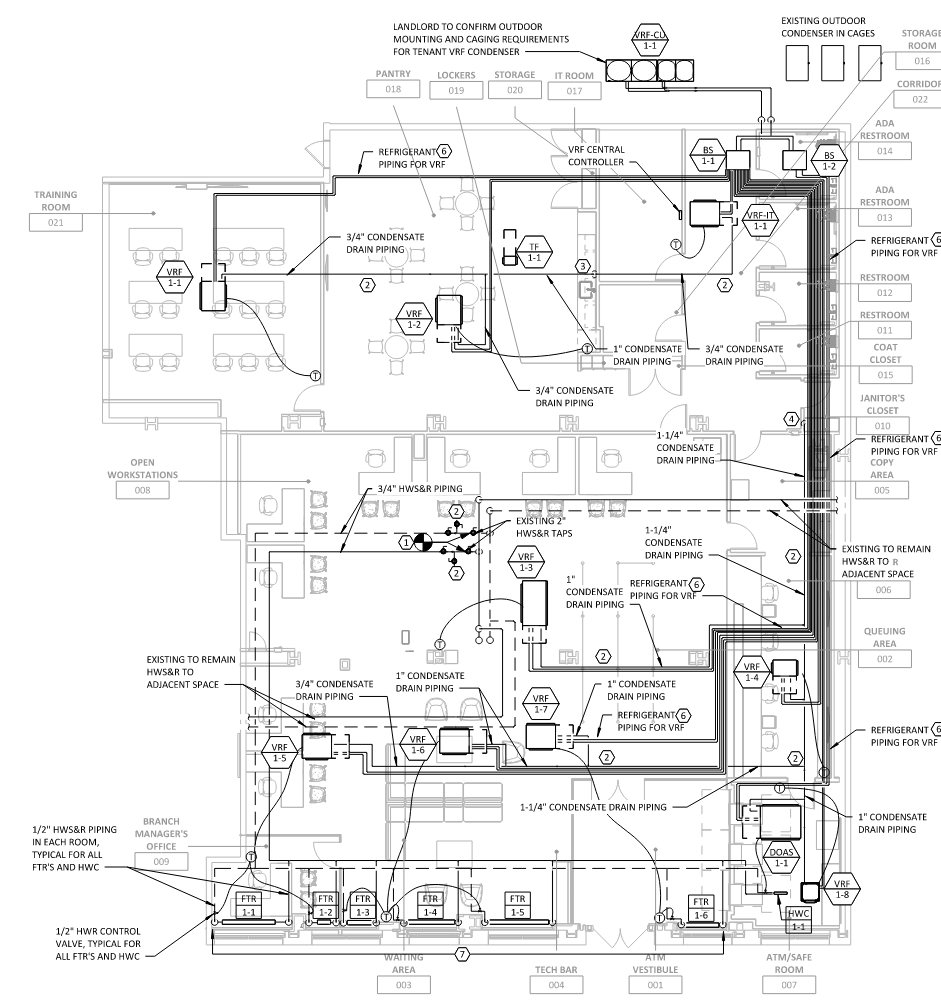 LANDLORD TO CONFIRM OUTDOOR
MOUNTING AND CAGING REQUIREMENTS
FOR TENANT VRF CONDENSER
VRF-CU
1-1
EXISTING OUTDOOR
CONDENSER IN CAGES
STORAGE
ROOM
016
PANTRY
018
LOCKERS
019
STORAGE
020
IT ROOM
017
CORRIDOR
022
ADA
RESTROOM
014
REFRIGERANT 6
PIPING FOR VRF
VRF CENTRAL
CONTROLLER
BS
1-1
BS
1-2
TRAINING
ROOM
021
ADA
RESTROOM
013
VRF-IT
1-1
T
3/4" CONDENSATE
DRAIN PIPING
TF
1-1
REFRIGERANT 6
PIPING FOR VRF
VRF
1-1
2
3
2
RESTROOM
012
VRF
1-2
RESTROOM
011
T
1" CONDENSATE
DRAIN PIPING
3/4" CONDENSATE
DRAIN PIPING
COAT
CLOSET
015
T
3/4" CONDENSATE
DRAIN PIPING
JANITOR'S
CLOSET
010
4
1-1/4"
CONDENSATE
DRAIN PIPING
REFRIGERANT 6
PIPING FOR VRF
OPEN
WORKSTATIONS
008
COPY
AREA
005
3/4" HWS&R PIPING
2
EXISTING 2"
HWS&R TAPS
1
2
1-1/4"
CONDENSATE
DRAIN PIPING
2
EXISTING TO REMAIN
HWS&R TO R
ADJACENT SPACE
006
VRF
1-3
1"
CONDENSATE
DRAIN PIPING
REFRIGERANT 6
PIPING FOR VRF
T
2
QUEUING
AREA
002
EXISTING TO REMAIN
HWS&R TO
ADJACENT SPACE
VRF
1-4
3/4" CONDENSATE
DRAIN PIPING
1" CONDENSATE
DRAIN PIPING
1" CONDENSATE
DRAIN PIPING
VRF
1-7
REFRIGERANT 6
PIPING FOR VRF
REFRIGERANT 6
PIPING FOR VRF
VRF
1-5
VRF
1-6
2
2
T
T
1-1/4" CONDENSATE DRAIN PIPING
1" CONDENSATE
DRAIN PIPING
1/2" HWS&R PIPING
IN EACH ROOM,
TYPICAL FOR ALL
FTR'S AND HWC
BRANCH
MANAGER'S
OFFICE
009
T
DOAS
1-1
VRF
1-8
FTR
1-1
FTR
1-2
FTR
1-3
FTR
1-4
FTR
1-5
FTR
1-6
T
T
HWC
1-1
1/2" HWR CONTROL
VALVE, TYPICAL FOR
ALL FTR'S AND HWC
7
WAITING
AREA
003
TECH BAR
004
ATM
VESTIBULE
001
ATM/SAFE
ROOM
007